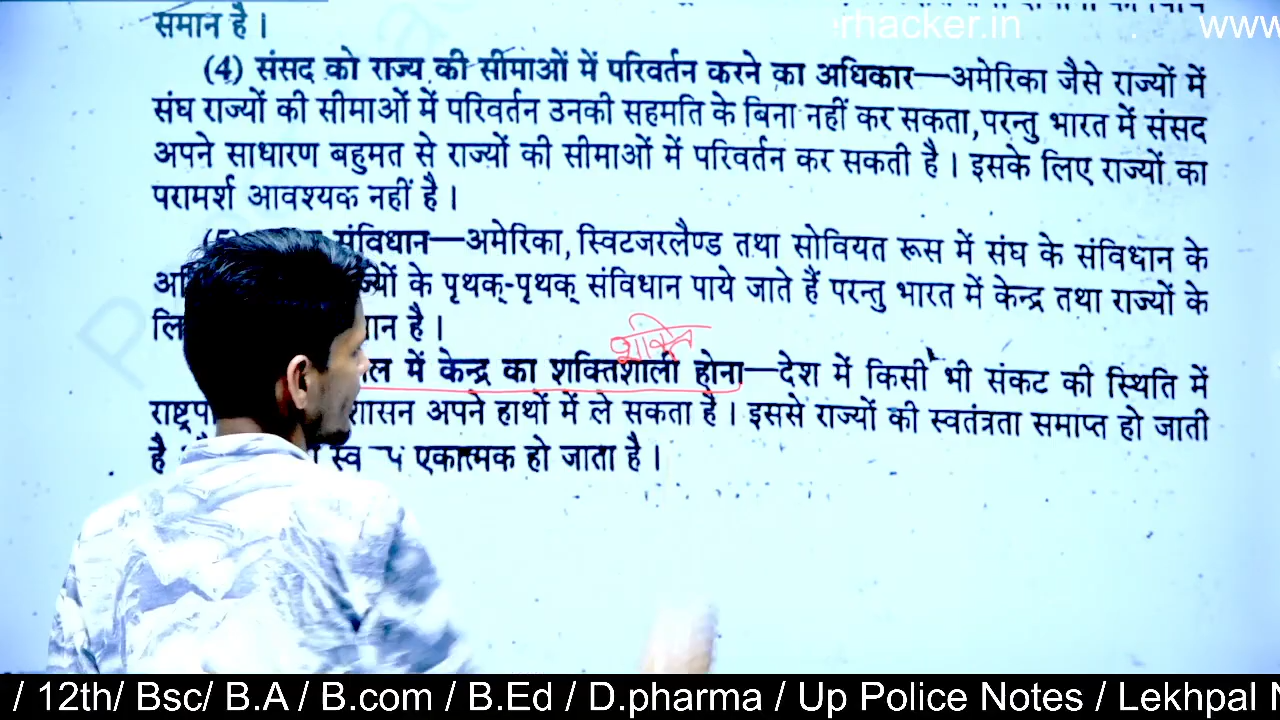 rhacker.in www
समान है ।
(4) संसद को राज्य की सीमाओं में परिवर्तन करने का अधिकार—अमेरिका जैसे राज्यों में
संघ राज्यों की सीमाओं में परिवर्तन उनकी सहमति के बिना नहीं कर सकता, परन्तु भारत में संसद
अपने साधारण बहुमत से राज्यों की सीमाओं में परिवर्तन कर सकती है । इसके लिए राज्यों का
परामर्श आवश्यक नहीं है ।
संविधान—अमेरिका, स्विटजरलैण्ड तथा सोवियत रूस में संघ के संविधान के
के पृथक्-पृथक् संविधान पाये जाते हैं परन्तु भारत में केन्द्र तथा राज्यों के
है ।
शक्ति
में केन्द्र का शक्तिशाली होना—देश में किसी भी संकट की स्थिति में
अपने हाथों में ले सकता है । इससे राज्यों की स्वतंत्रता समाप्त हो जाती
है एकात्मक हो जाता है ।
/ 12th/ Bsc/ B.A / B.com / B.Ed / D.pharma / Up Police Notes / Lekhpal N